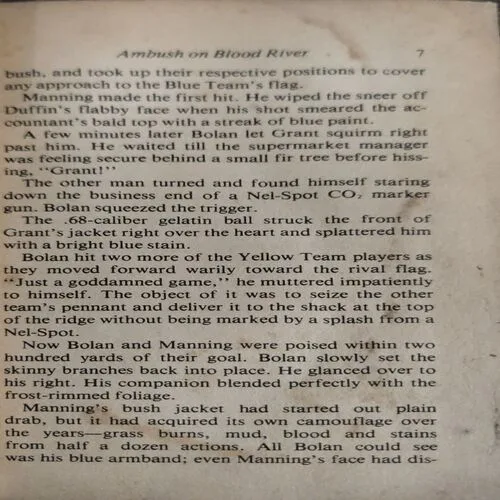 Ambush on Blood River 7
bush, and took up their respective positions to cover
any approach to the Blue Team's flag.
Manning made the first hit. He wiped the sneer off
Duffin's flabby face when his shot smeared the ac-
countant's bald top with a streak of blue paint.
A few minutes later Bolan let Grant squirm right
past him. He waited till the supermarket manager
was feeling secure behind a small fir tree before hiss-
ing, "Grant!"
The other man turned and found himself staring
down the business end of a Nel-Spot CO₂ marker
gun. Bolan squeezed the trigger.
The .68-caliber gelatin ball struck the front of
Grant's jacket right over the heart and splattered him
with a bright blue stain.
Bolan hit two more of the Yellow Team players as
they moved forward warily toward the rival flag.
"Just a goddamned game," he muttered impatiently
to himself. The object of it was to seize the other
team's pennant and deliver it to the shack at the top
of the ridge without being marked by a splash from a
Nel-Spot.
Now Bolan and Manning were poised within two
hundred yards of their goal. Bolan slowly set the
skinny branches back into place. He glanced over to
his right. His companion blended perfectly with the
frost-rimmed foliage.
Manning's bush jacket had started out plain
drab, but it had acquired its own camouflage over
the years—grass burns, mud, blood and stains
from half a dozen actions. All Bolan could see
was his blue armband; even Manning's face had dis-